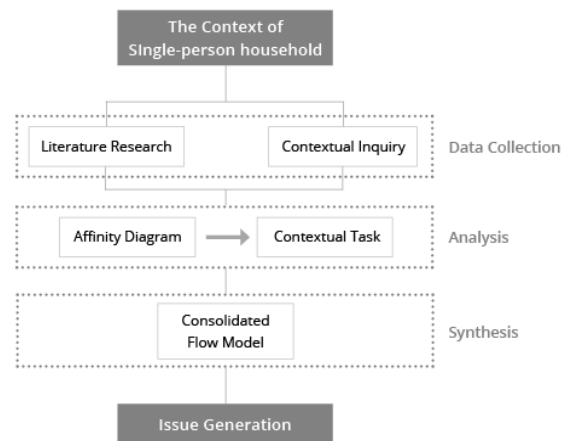 The Context of
SIngle-person household
Literature Research
Contextual Inquiry
Data Collection
Affinity Diagram
Contextual Task
Analysis
Consolidated
Flow Model
Synthesis
Issue Generation